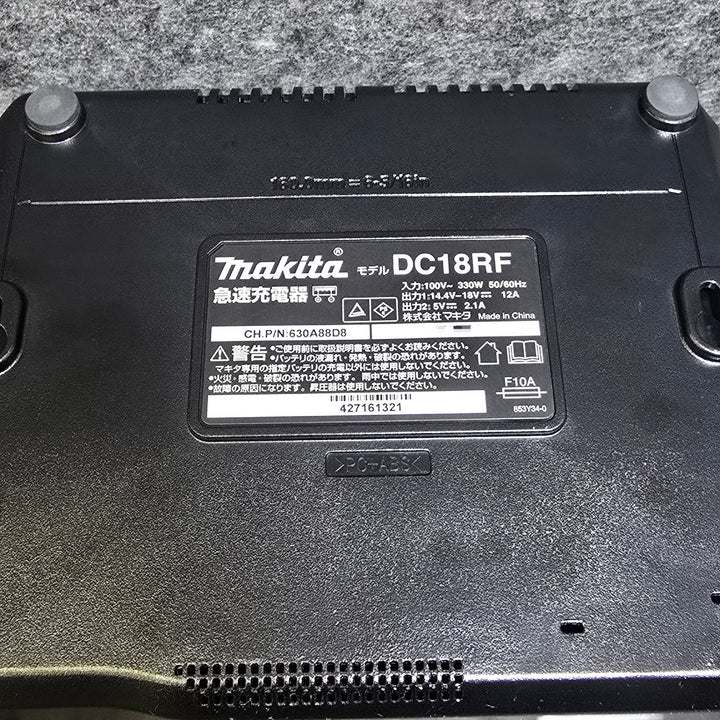 160.0mm = 6-5/16in
makita® モデル DC18RF
急速充電器
入力:100V~ 330W 50/60Hz
出力1:14.4V-18V⎓ 12A
出力2: 5V⎓ 2.1A
株式会社 マキタ Made in China
CH.P/N:630A88D8
警告 •ご使用前に取扱説明書を必ずよくお読みください。
•バッテリの液漏れ・発熱・破裂の恐れがあります。
マキタ専用の指定バッテリの充電以外には使用しないでください。
•火災・感電・破裂の恐れがあります。雨中では使用しないでください。
•故障の原因になります。昇圧器は使用しないでください。
427161321
F10A
853Y34-0
>PC+ABS<